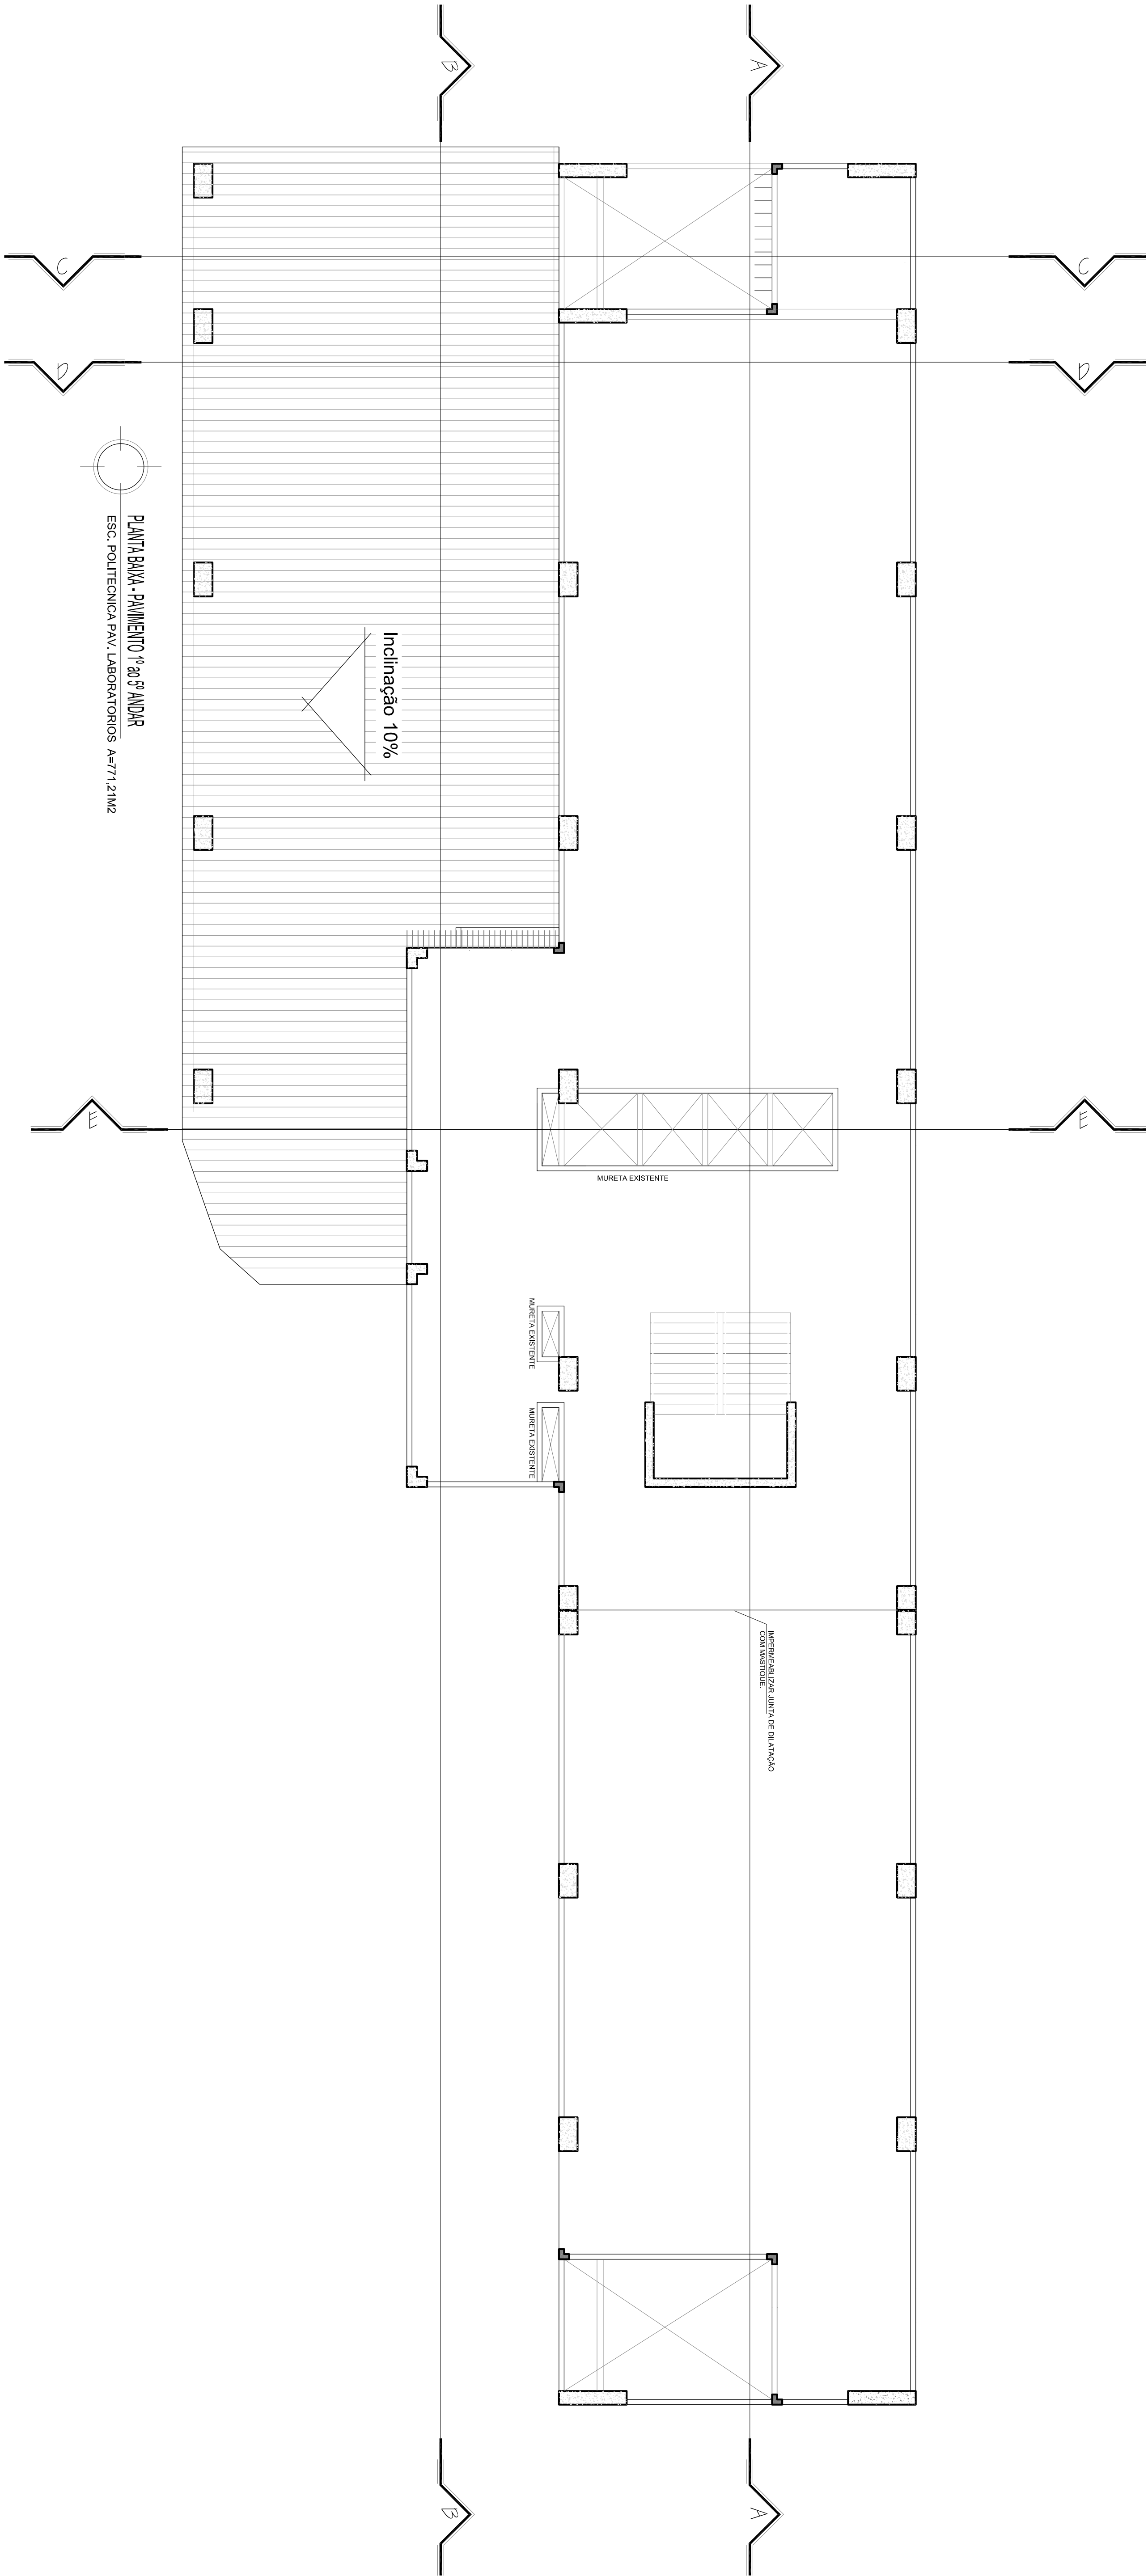 B
A
C
C
D
D
PLANTA BAIXA - PAVIMENTO 1º ao 5º ANDAR
ESC. POLITECNICA PAV. LABORATORIOS A=771,21M2
Inclinação 10%
E
E
MURETA EXISTENTE
MURETA EXISTENTE
MURETA EXISTENTE
IMPERMEABLIZAR JUNTA DE DILATAÇÃO
COM MASTIQUE.
B
A